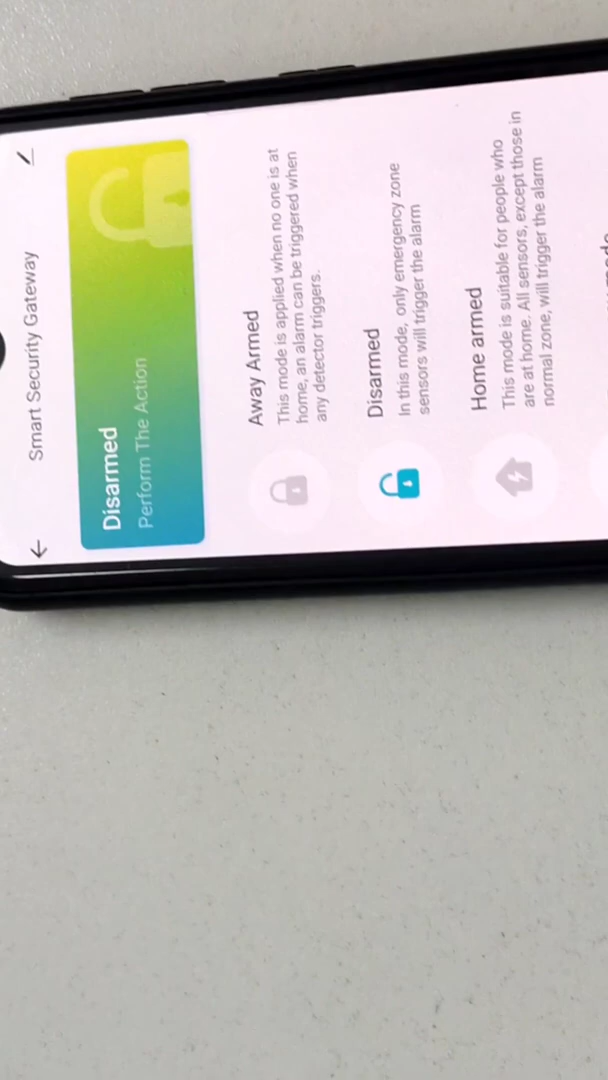 Smart Security Gateway
Disarmed
Perform The Action
Away Armed
This mode is applied when no one is at
home, an alarm can be triggered when
any detector triggers.
Disarmed
In this mode, only emergency zone
sensors will trigger the alarm
Home armed
This mode is suitable for people who
are at home. All sensors, except those in
normal zone, will trigger the alarm